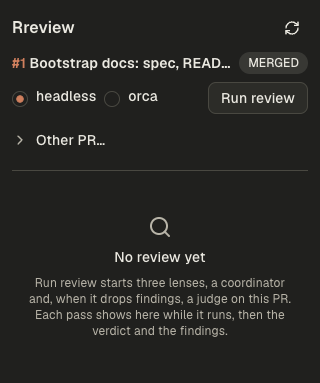 Rreview
#1 Bootstrap docs: spec, READ... MERGED
headless orca Run review
Other PR...
No review yet
Run review starts three lenses, a coordinator
and, when it drops findings, a judge on this PR.
Each pass shows here while it runs, then the
verdict and the findings.